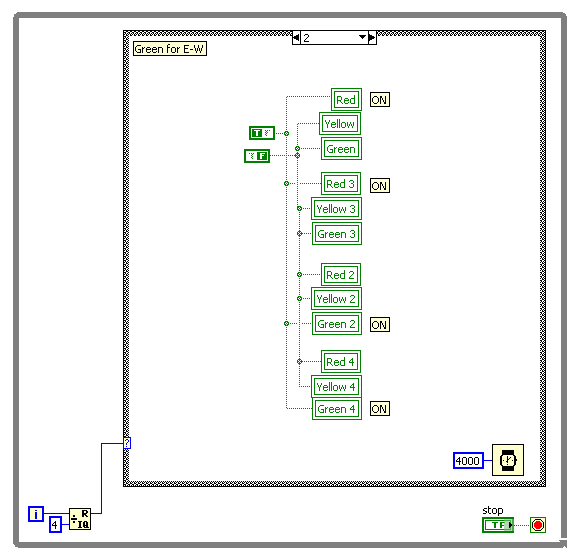 2
Green for E-W
Red ON
T
Yellow
Green
F
Red 3 ON
Yellow 3
Green 3
Red 2
Yellow 2
Green 2 ON
Red 4
Yellow 4
Green 4 ON
?
4000
i
4
R
IQ
stop
TF